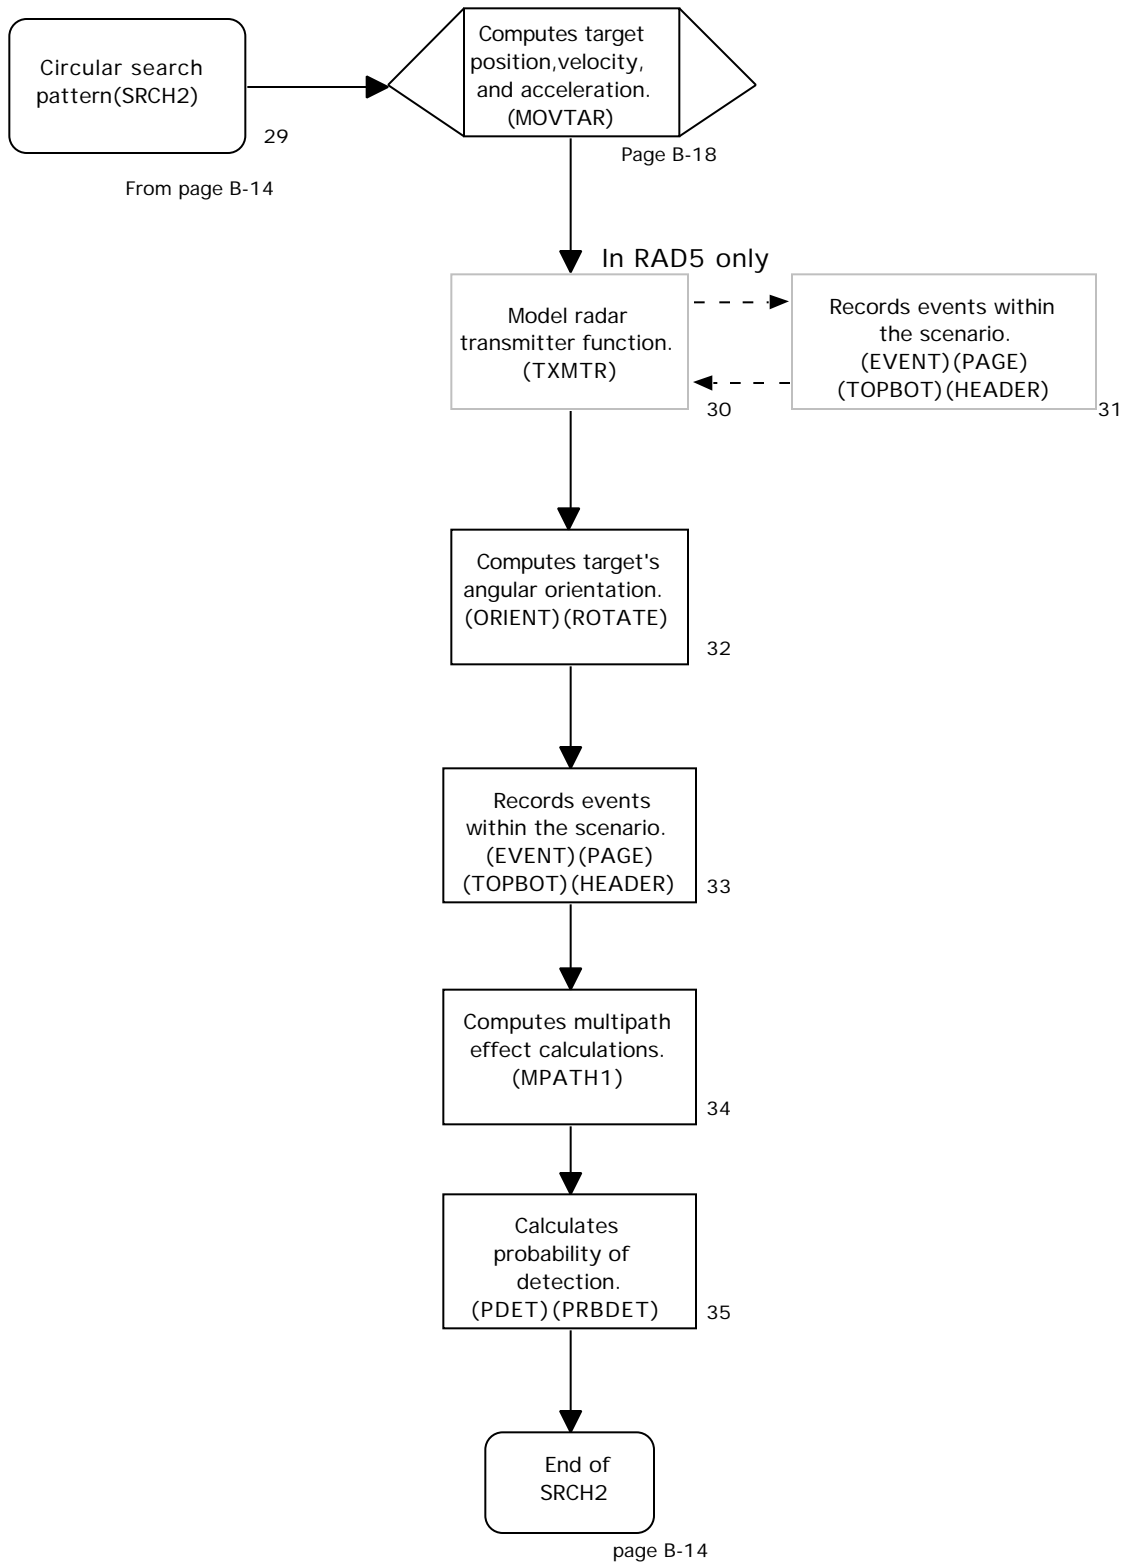 Circular search
pattern(SRCH2)
29
From page B-14
Computes target
position,velocity,
and acceleration.
(MOVTAR)
Page B-18
In RAD5 only
Model radar
transmitter function.
(TXMTR)
30
Records events within
the scenario.
(EVENT)(PAGE)
(TOPBOT)(HEADER)
31
Computes target's
angular orientation.
(ORIENT)(ROTATE)
32
Records events
within the scenario.
(EVENT)(PAGE)
(TOPBOT)(HEADER)
33
Computes multipath
effect calculations.
(MPATH1)
34
Calculates
probability of
detection.
(PDET)(PRBDET)
35
End of
SRCH2
page B-14